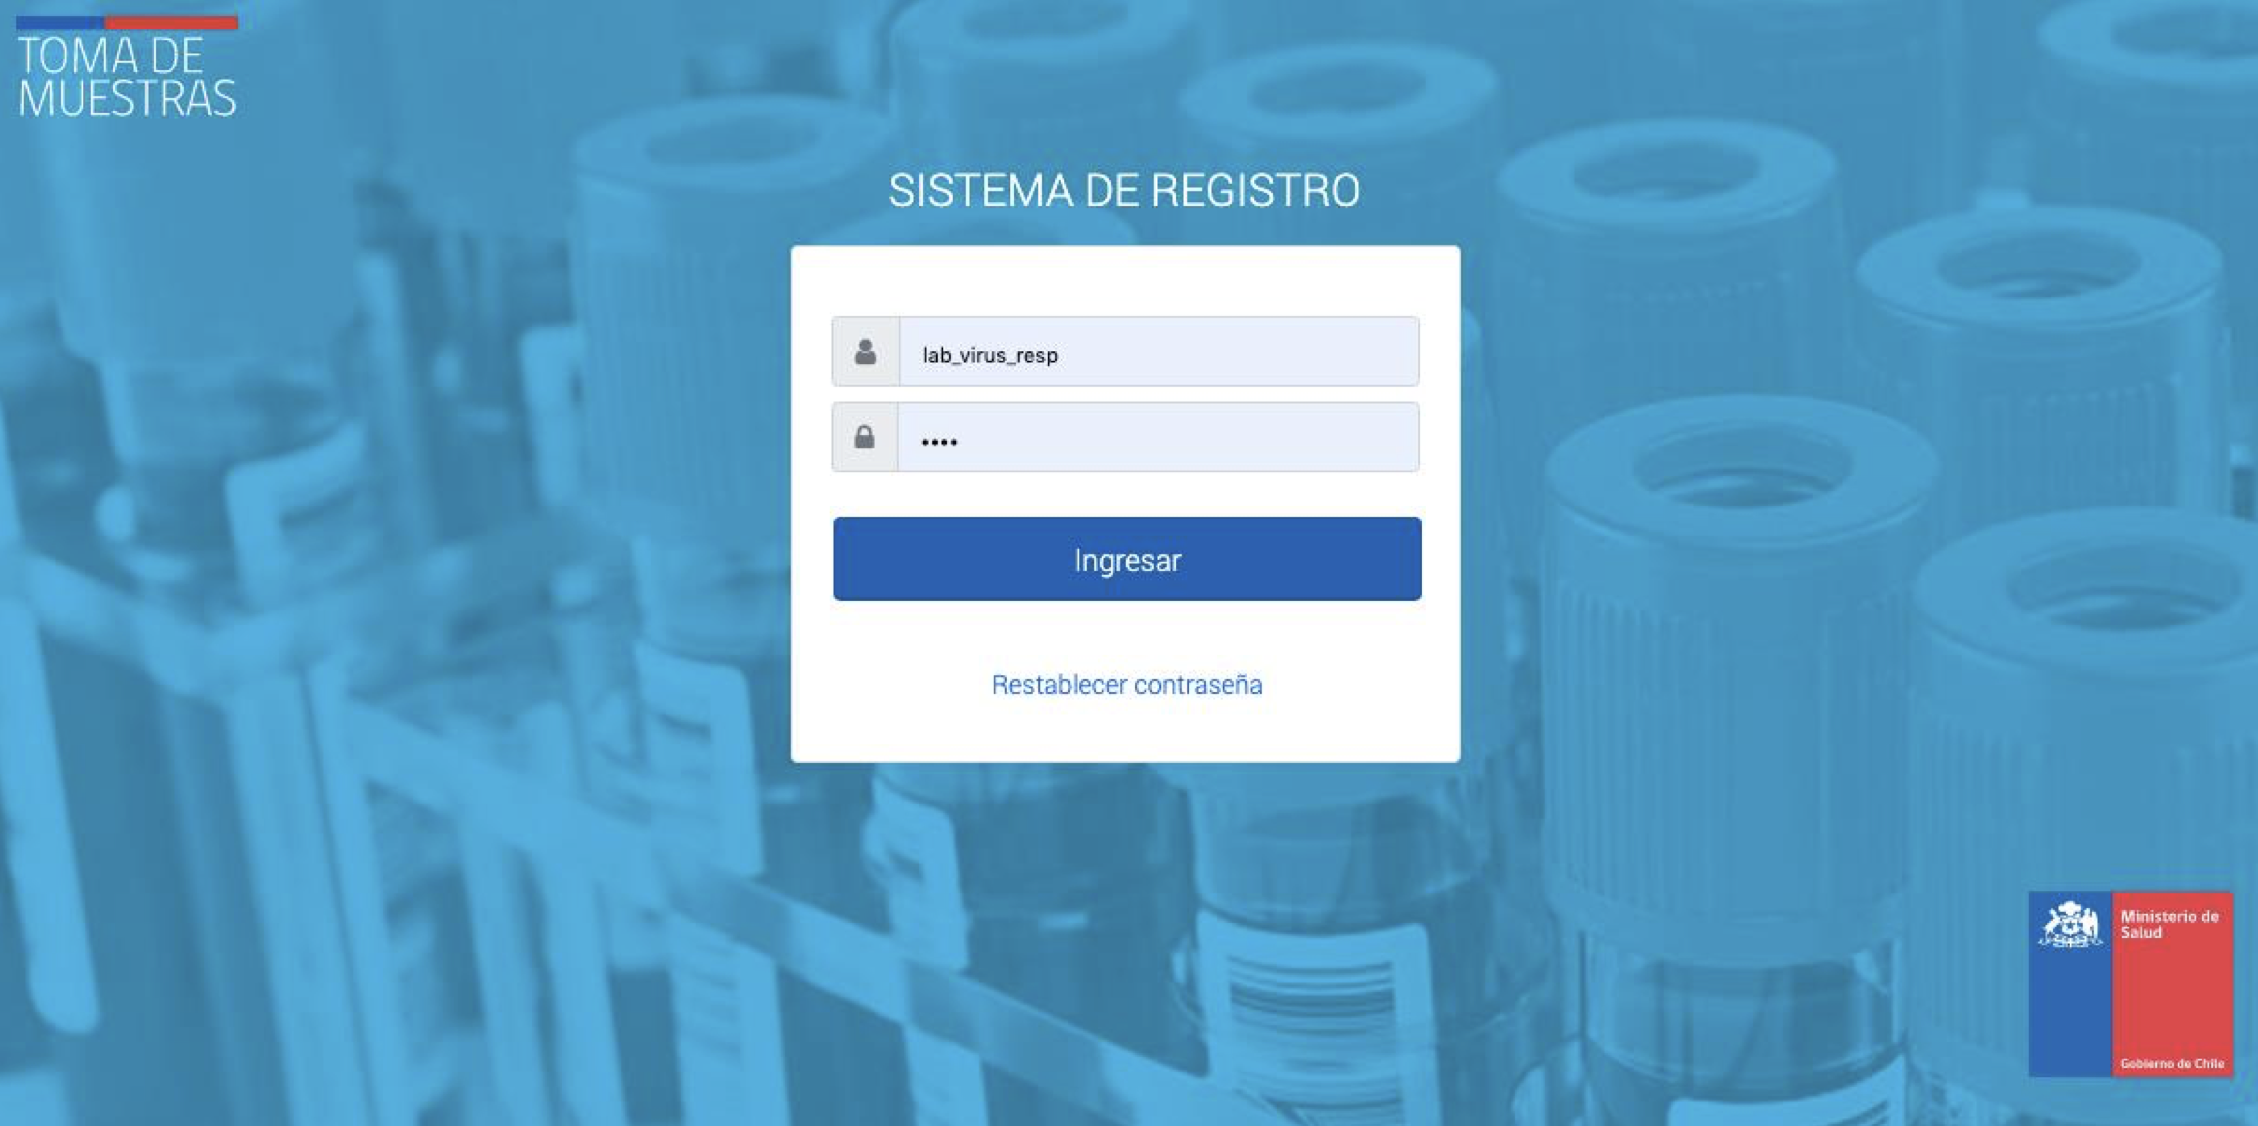 TOMA DE
MUESTRAS
SISTEMA DE REGISTRO
lab_virus_resp
••••
Ingresar
Restablecer contraseña
Ministerio de
Salud
Gobierno de Chile